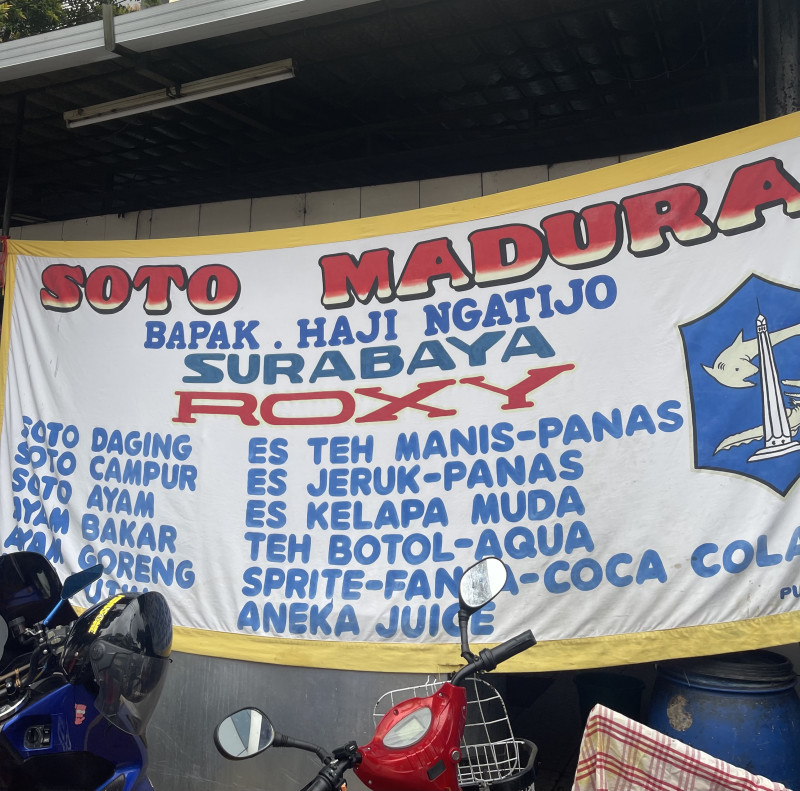 SOTO MADURA
BAPAK . HAJI NGATIJO
SURABAYA
ROXY
SOTO DAGING
SOTO CAMPUR
SOTO AYAM
AYAM BAKAR
AYAM GORENG
ES TEH MANIS-PANAS
ES JERUK-PANAS
ES KELAPA MUDA
TEH BOTOL-AQUA
SPRITE-FANTA-COCA COLA
ANEKA JUICE